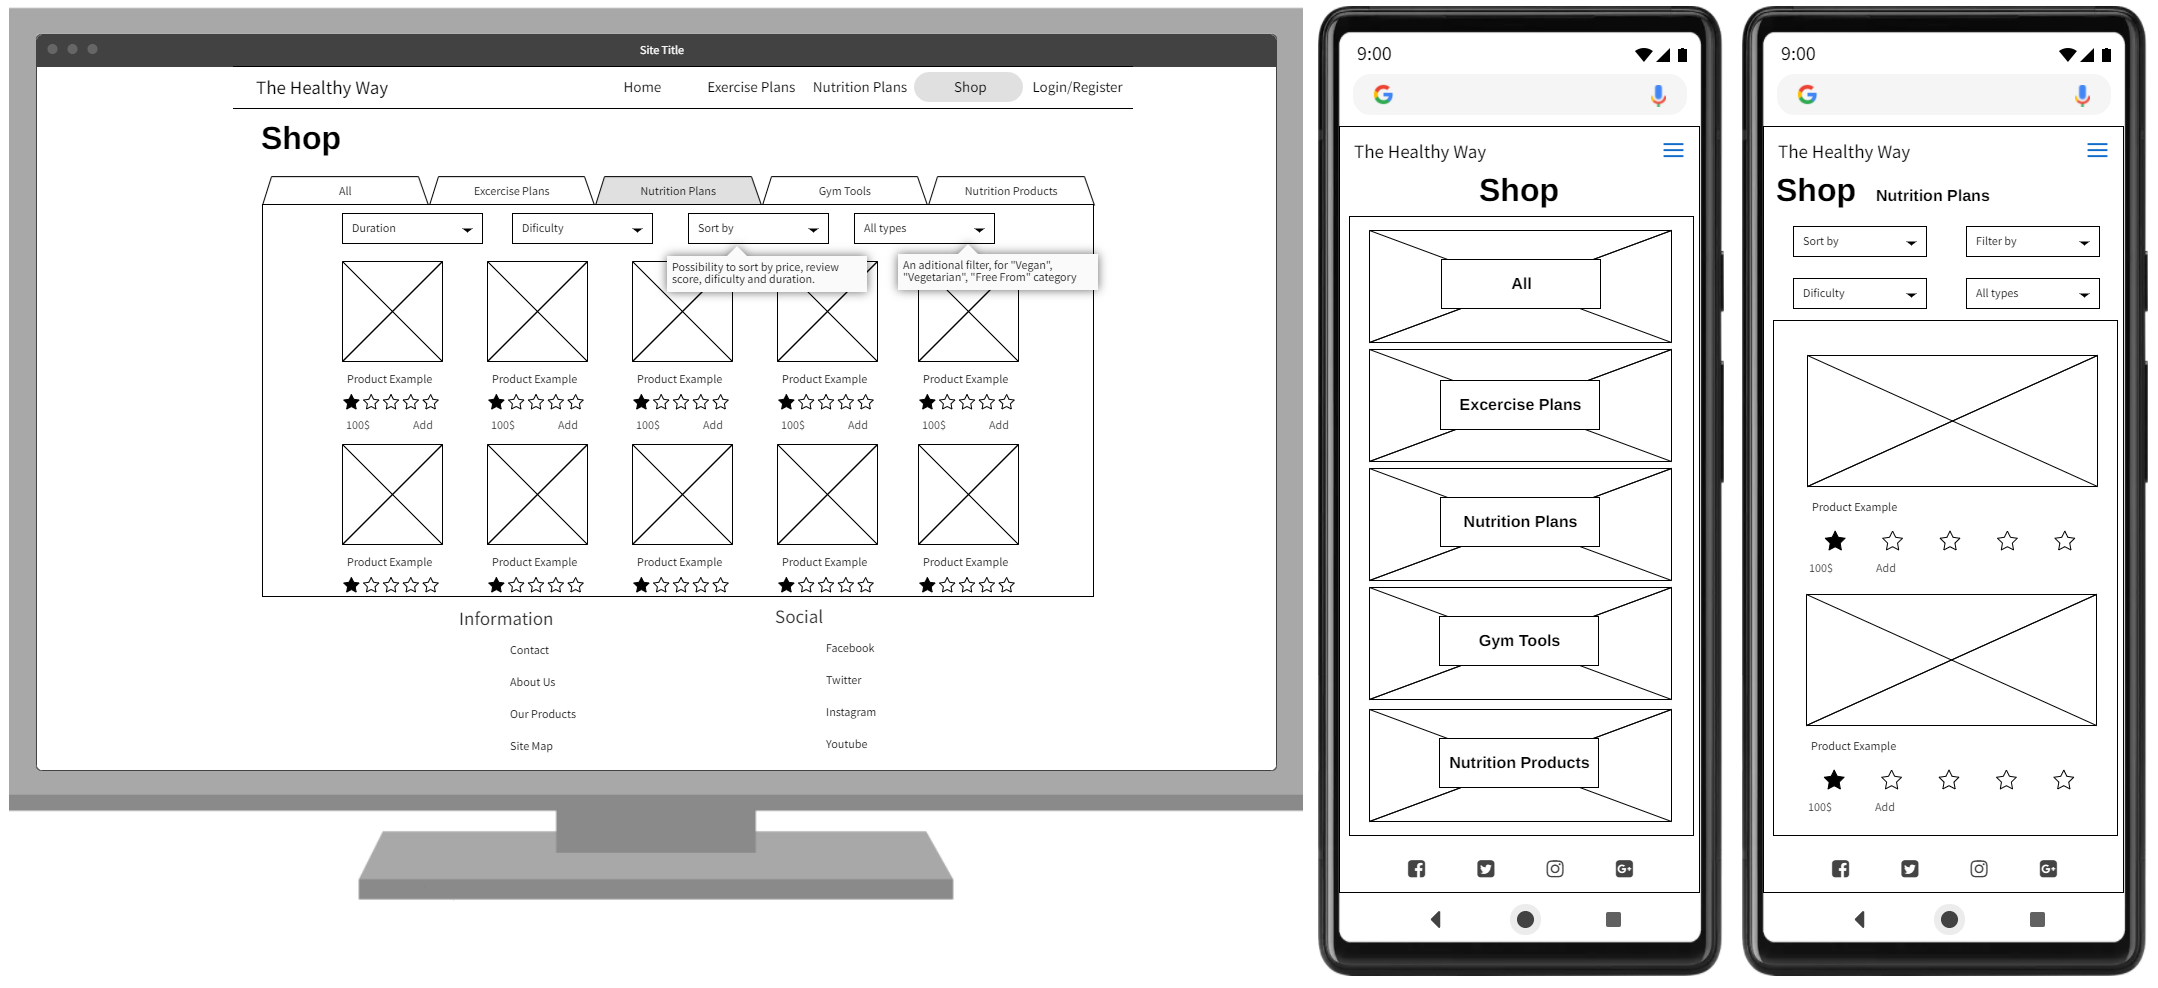 Site Title
The Healthy Way Home Exercise Plans Nutrition Plans Shop Login/Register
Shop
All Excercise Plans Nutrition Plans Gym Tools Nutrition Products
Duration Dificulty Sort by All types
Possibility to sort by price, review
score, dificulty and duration.
An aditional filter, for "Vegan",
"Vegetarian", "Free From" category
Product Example Product Example Product Example Product Example Product Example
100$ Add 100$ Add 100$ Add 100$ Add 100$ Add
Product Example Product Example Product Example Product Example Product Example
Information
Contact
About Us
Our Products
Site Map
Social
Facebook
Twitter
Instagram
Youtube
9:00
G
The Healthy Way
Shop
All
Excercise Plans
Nutrition Plans
Gym Tools
Nutrition Products
G+
9:00
G
The Healthy Way
Shop Nutrition Plans
Sort by Filter by
Dificulty All types
Product Example
100$ Add
Product Example
100$ Add
G+